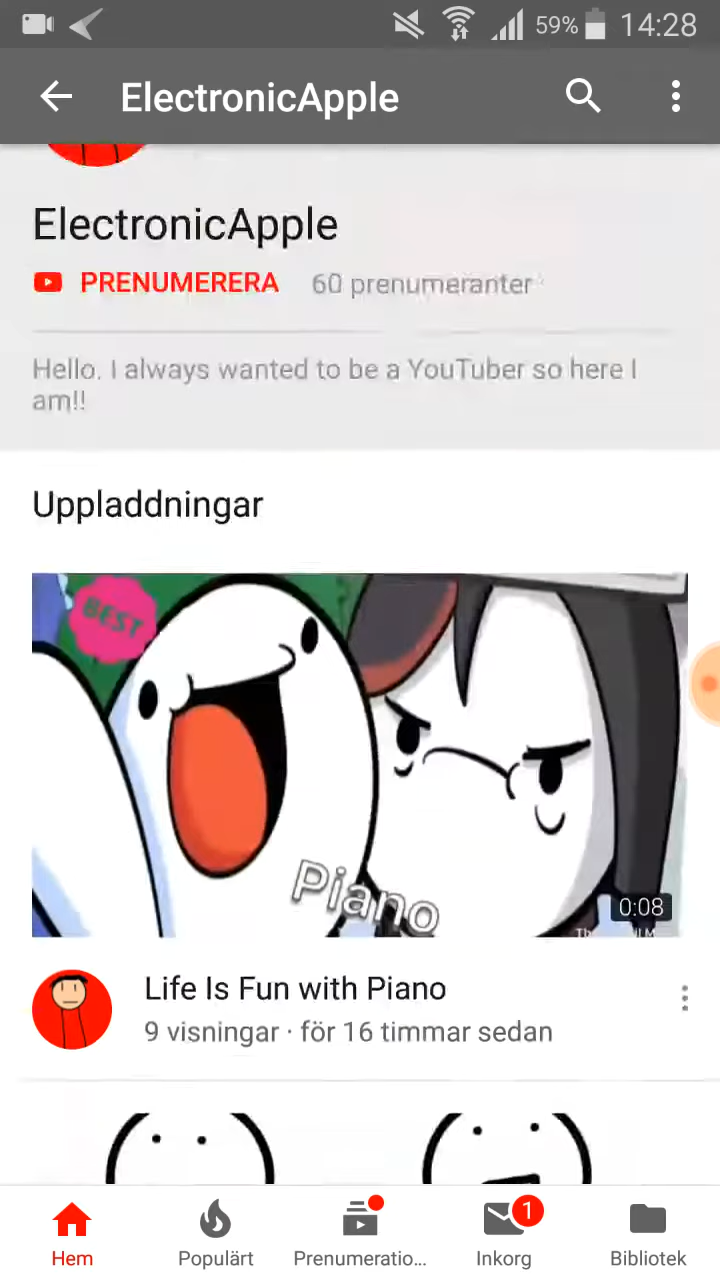 59% 14:28
ElectronicApple
ElectronicApple
PRENUMERERA 60 prenumeranter
Hello. I always wanted to be a YouTuber so here I
am!!
Uppladdningar
BEST
Piano
0:08
Life Is Fun with Piano
9 visningar · för 16 timmar sedan
1
Hem Populärt Prenumeratio... Inkorg Bibliotek